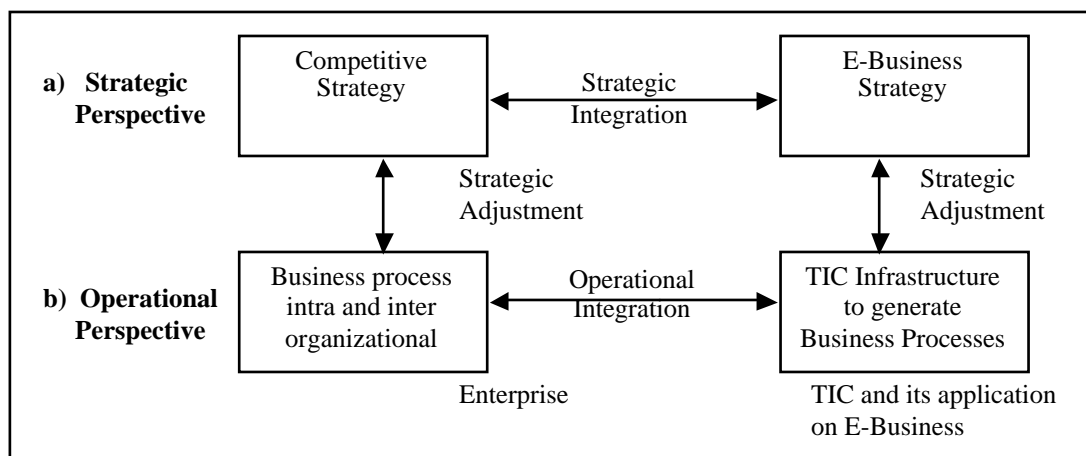 a) Strategic
Perspective
Competitive
Strategy
Strategic
Integration
E-Business
Strategy
Strategic
Adjustment
Strategic
Adjustment
b) Operational
Perspective
Business process
intra and inter
organizational
Operational
Integration
TIC Infrastructure
to generate
Business Processes
Enterprise
TIC and its application
on E-Business